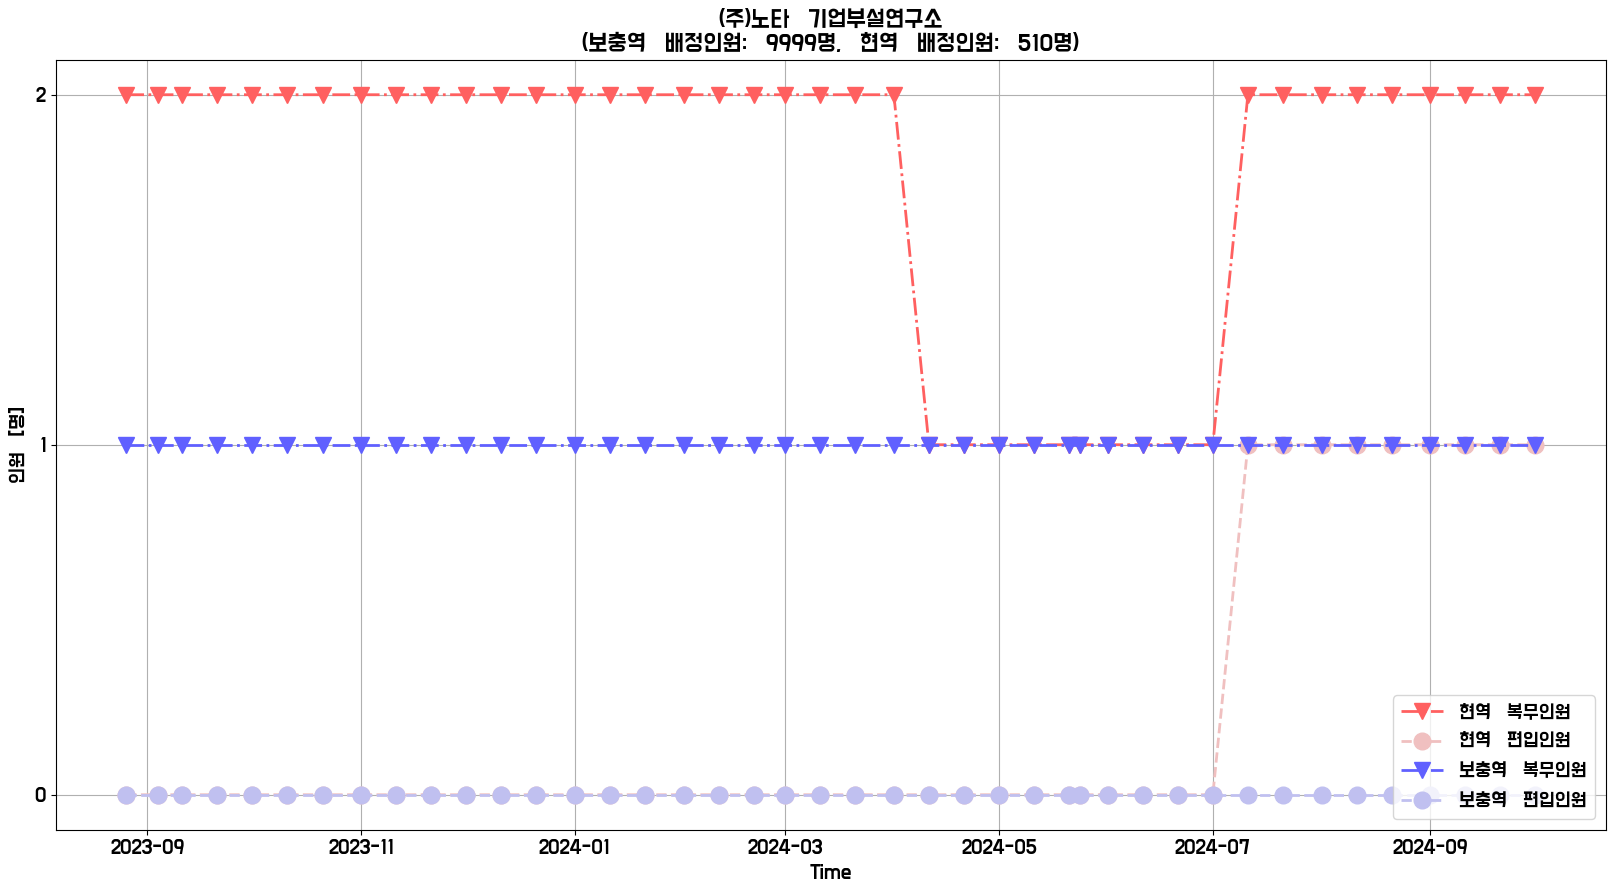 (주)노타 기업부설연구소
(보충역 배정인원: 9999명, 현역 배정인원: 510명)
인원 [명]
2
1
0
현역 복무인원
현역 편입인원
보충역 복무인원
보충역 편입인원
2023-09 2023-11 2024-01 2024-03 2024-05 2024-07 2024-09
Time